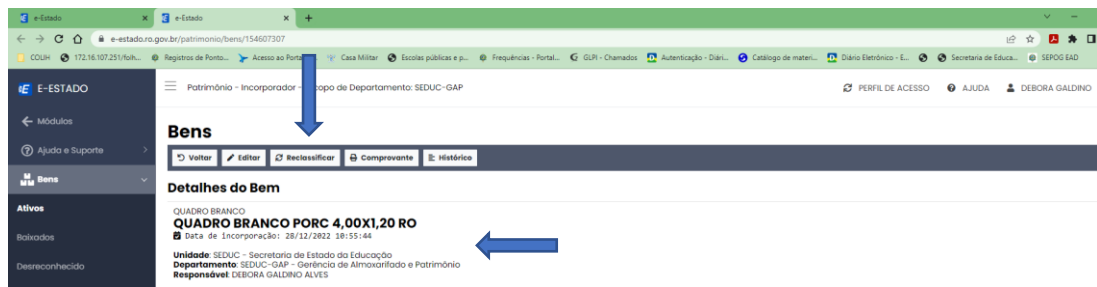 e-Estado
e-Estado
e-estado.ro.gov.br/patrimonio/bens/154607307
COUH 172.16.107.251/folh... Registros de Ponto... Acesso ao Porta Casa Militar Escolas públicas e p... Frequências - Portal... GLPI - Chamados Autenticação - Diári... Catálogo de materi... Diário Eletrônico - E... Secretaria de Educa... SEPOG EAD
E-ESTADO
Patrimônio - Incorporador - Escopo de Departamento: SEDUC-GAP
PERFIL DE ACESSO AJUDA DEBORA GALDINO
Módulos
Ajuda e Suporte
Bens
Ativos
Baixados
Desreconhecido
Bens
Voltar Editar Reclassificar Comprovante Histórico
Detalhes do Bem
QUADRO BRANCO
QUADRO BRANCO PORC 4,00X1,20 RO
Data de incorporação: 28/12/2022 10:55:44
Unidade: SEDUC - Secretaria de Estado da Educação
Departamento: SEDUC-GAP - Gerência de Almoxarifado e Patrimônio
Responsável: DEBORA GALDINO ALVES